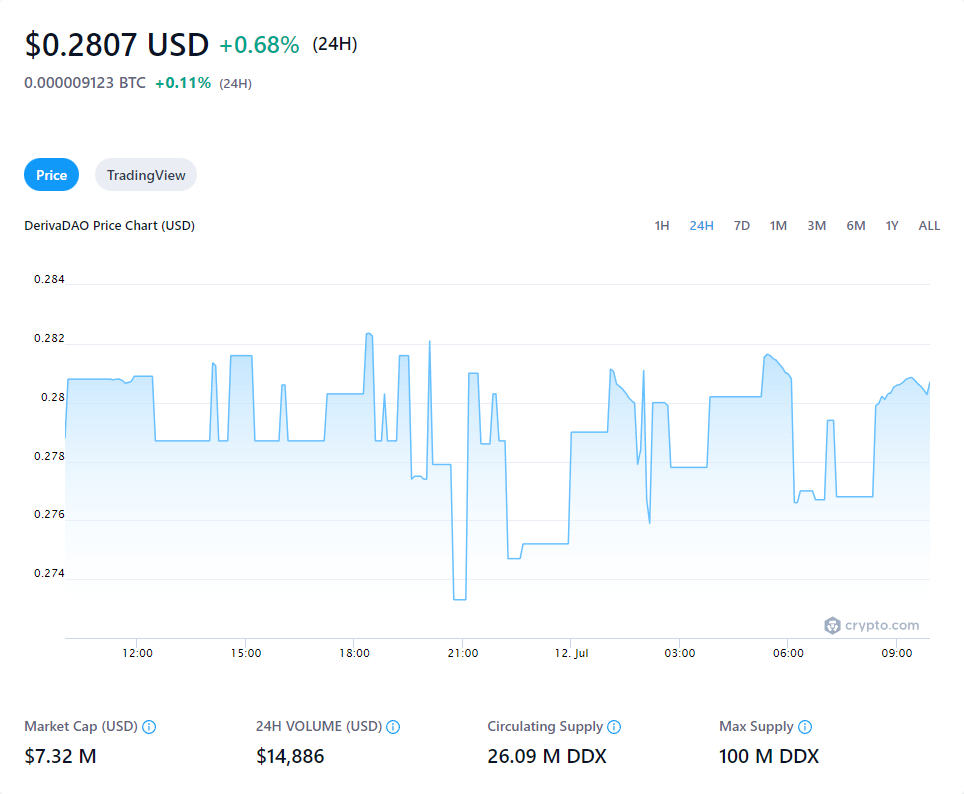 $0.2807 USD +0.68% (24H)
0.000009123 BTC +0.11% (24H)
Price TradingView
DerivaDAO Price Chart (USD) 1H 24H 7D 1M 3M 6M 1Y ALL
0.284
0.282
0.28
0.278
0.276
0.274
crypto.com
12:00 15:00 18:00 21:00 12. Jul 03:00 06:00 09:00
Market Cap (USD) 24H VOLUME (USD) Circulating Supply Max Supply
$7.32 M $14,886 26.09 M DDX 100 M DDX